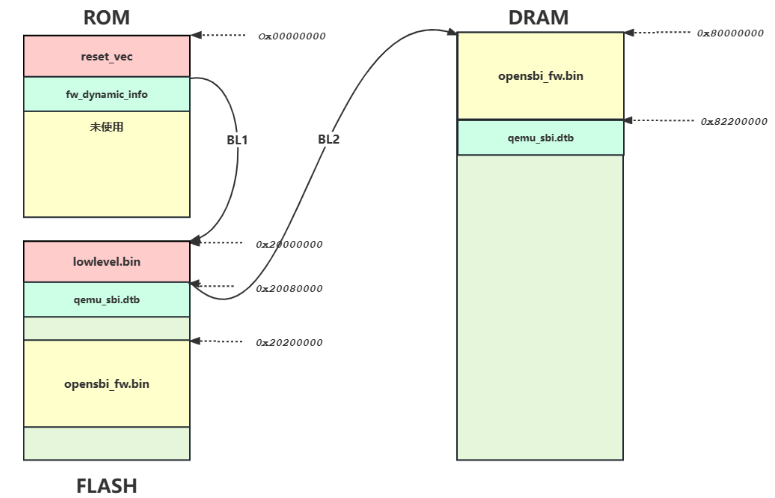 ROM
reset_vec
fw_dynamic_info
未使用
0x00000000
BL1
lowlevel.bin
qemu_sbi.dtb
opensbi_fw.bin
0x20000000
0x20080000
0x20200000
FLASH
BL2
DRAM
opensbi_fw.bin
qemu_sbi.dtb
0x80000000
0x82200000